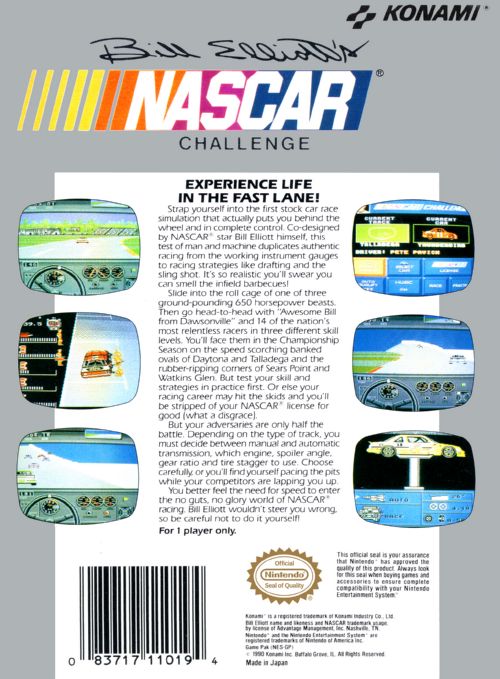 KONAMI®
Bill Elliott's
NASCAR®
CHALLENGE
EXPERIENCE LIFE
IN THE FAST LANE!
Strap yourself into the first stock car race
simulation that actually puts you behind the
wheel and in complete control. Co-designed
by NASCAR® star Bill Elliott himself, this
test of man and machine duplicates authentic
racing from the working instrument gauges
to racing strategies like drafting and the
sling shot. It's so realistic you'll swear you
can smell the infield barbecues!
Slide into the roll cage of one of three
ground-pounding 650 horsepower beasts.
Then go head-to-head with "Awesome Bill
from Dawsonville" and 14 of the nation's
most relentless racers in three different skill
levels. You'll face them in the Championship
Season on the speed scorching banked
ovals of Daytona and Talladega and the
rubber-ripping corners of Sears Point and
Watkins Glen. But test your skill and
strategies in practice first. Or else your
racing career may hit the skids and you'll
be stripped of your NASCAR® license for
good (what a disgrace).
But your adversaries are only half the
battle. Depending on the type of track, you
must decide between manual and automatic
transmission, which engine, spoiler angle,
gear ratio and tire stagger to use. Choose
carefully, or you'll find yourself pacing the pits
while your competitors are lapping you up.
You better feel the need for speed to enter
the no guts, no glory world of NASCAR®
racing. Bill Elliott wouldn't steer you wrong,
so be careful not to do it yourself!
For 1 player only.
NASCAR CHALLENGE
CURRENT
TRACK
CURRENT
CAR
TALLADEGA
THUNDERBIRD
DRIVER: PETE PAVICH
39.5
AUTO
Official
Nintendo®
Seal of Quality
This official seal is your assurance
that Nintendo® has approved the
quality of this product. Always look
for this seal when buying games and
accessories to ensure complete
compatibility with your Nintendo
Entertainment System.™
Konami® is a registered trademark of Konami Industry Co., Ltd.
Bill Elliott name and likeness and NASCAR trademark usage,
by license of Advantage Management, Inc. Nashville, TN.
Nintendo® and the Nintendo Entertainment System® are
registered trademarks of Nintendo of America Inc.
Game Pak (NES-GP)
© 1990 Konami Inc. Buffalo Grove, IL. All Rights Reserved.
Made in Japan
0 83717 11019 4